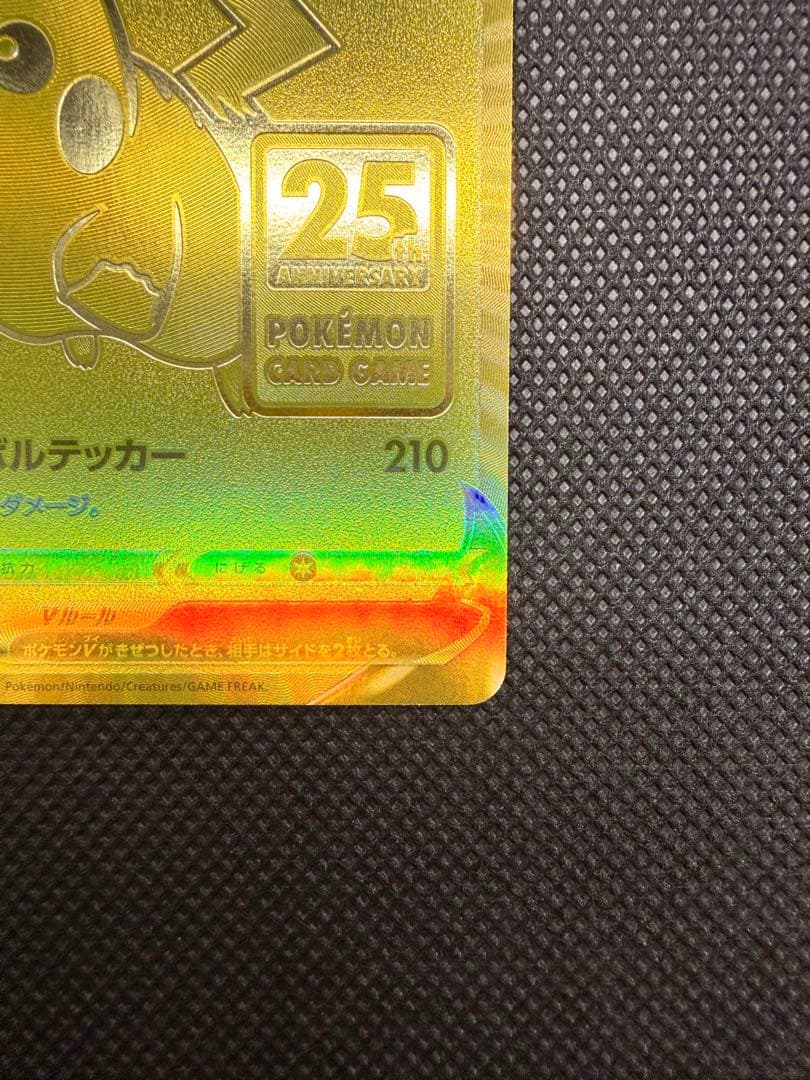 25th
ANNIVERSARY
POKÉMON
CARD GAME
ボルテッカー 210
ダメージ。
抗力 にげる
Vルール
ポケモンVがきぜつしたとき、相手はサイドを2枚とる。
Pokémon/Nintendo/Creatures/GAME FREAK.